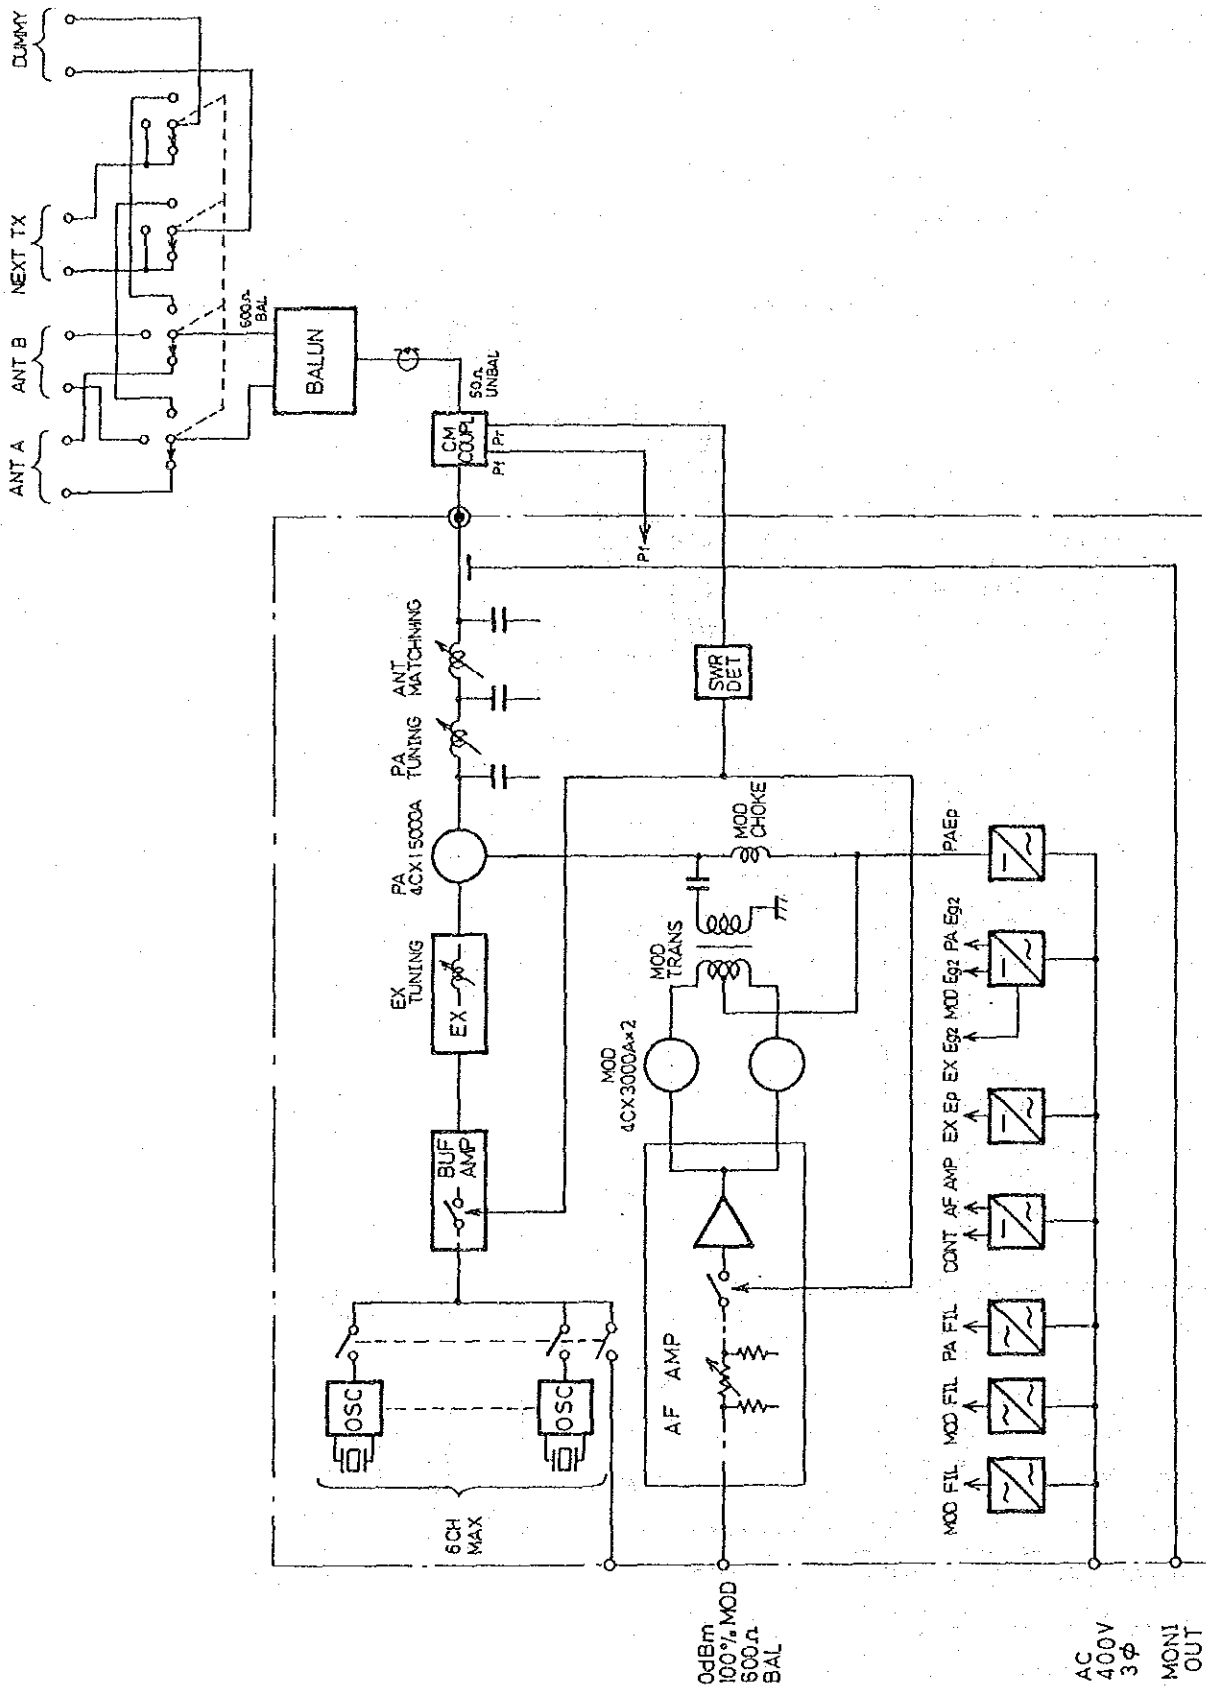 ANT A
ANT B
NEXT TX
DUMMY
600Ω
BAL
BALUN
50Ω
UNBAL
CM
COUPL
Pf
Pr
Pf
6CH
MAX
OSC
OSC
BUF
AMP
EX
TUNING
EX
PA
4CX15000A
PA
TUNING
ANT
MATCHNING
SWR
DET
0dBm
100% MOD
600Ω
BAL
AF AMP
MOD
4CX3000A×2
MOD
TRANS
MOD
CHOKE
MOD FIL
MOD FIL
PA FIL
CONT
AF AMP
EX Ep
EX Eg2
MOD Eg2
PA Eg2
PAEp
AC
400V
3φ
MONI
OUT